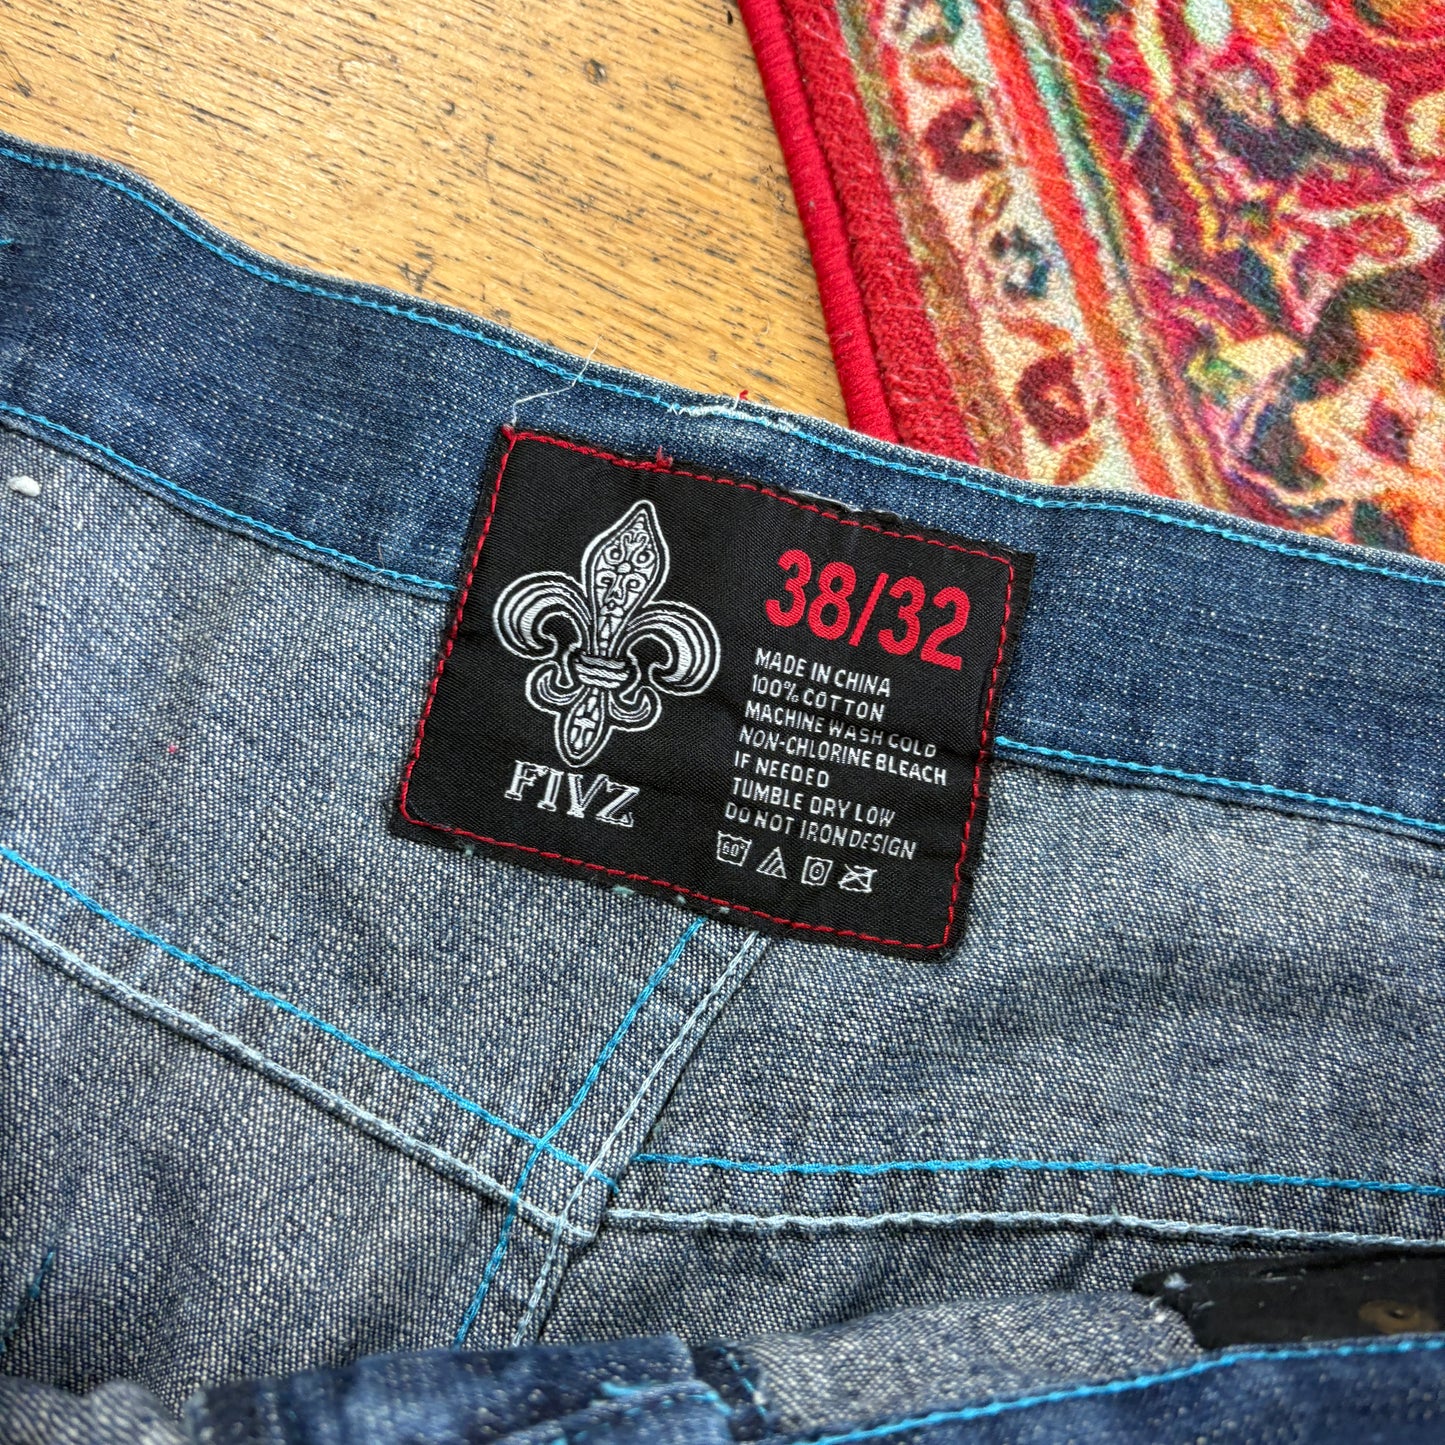 38/32
MADE IN CHINA
100% COTTON
MACHINE WASH COLD
NON-CHLORINE BLEACH
IF NEEDED
TUMBLE DRY LOW
DO NOT IRON DESIGN
60°
FIVZ